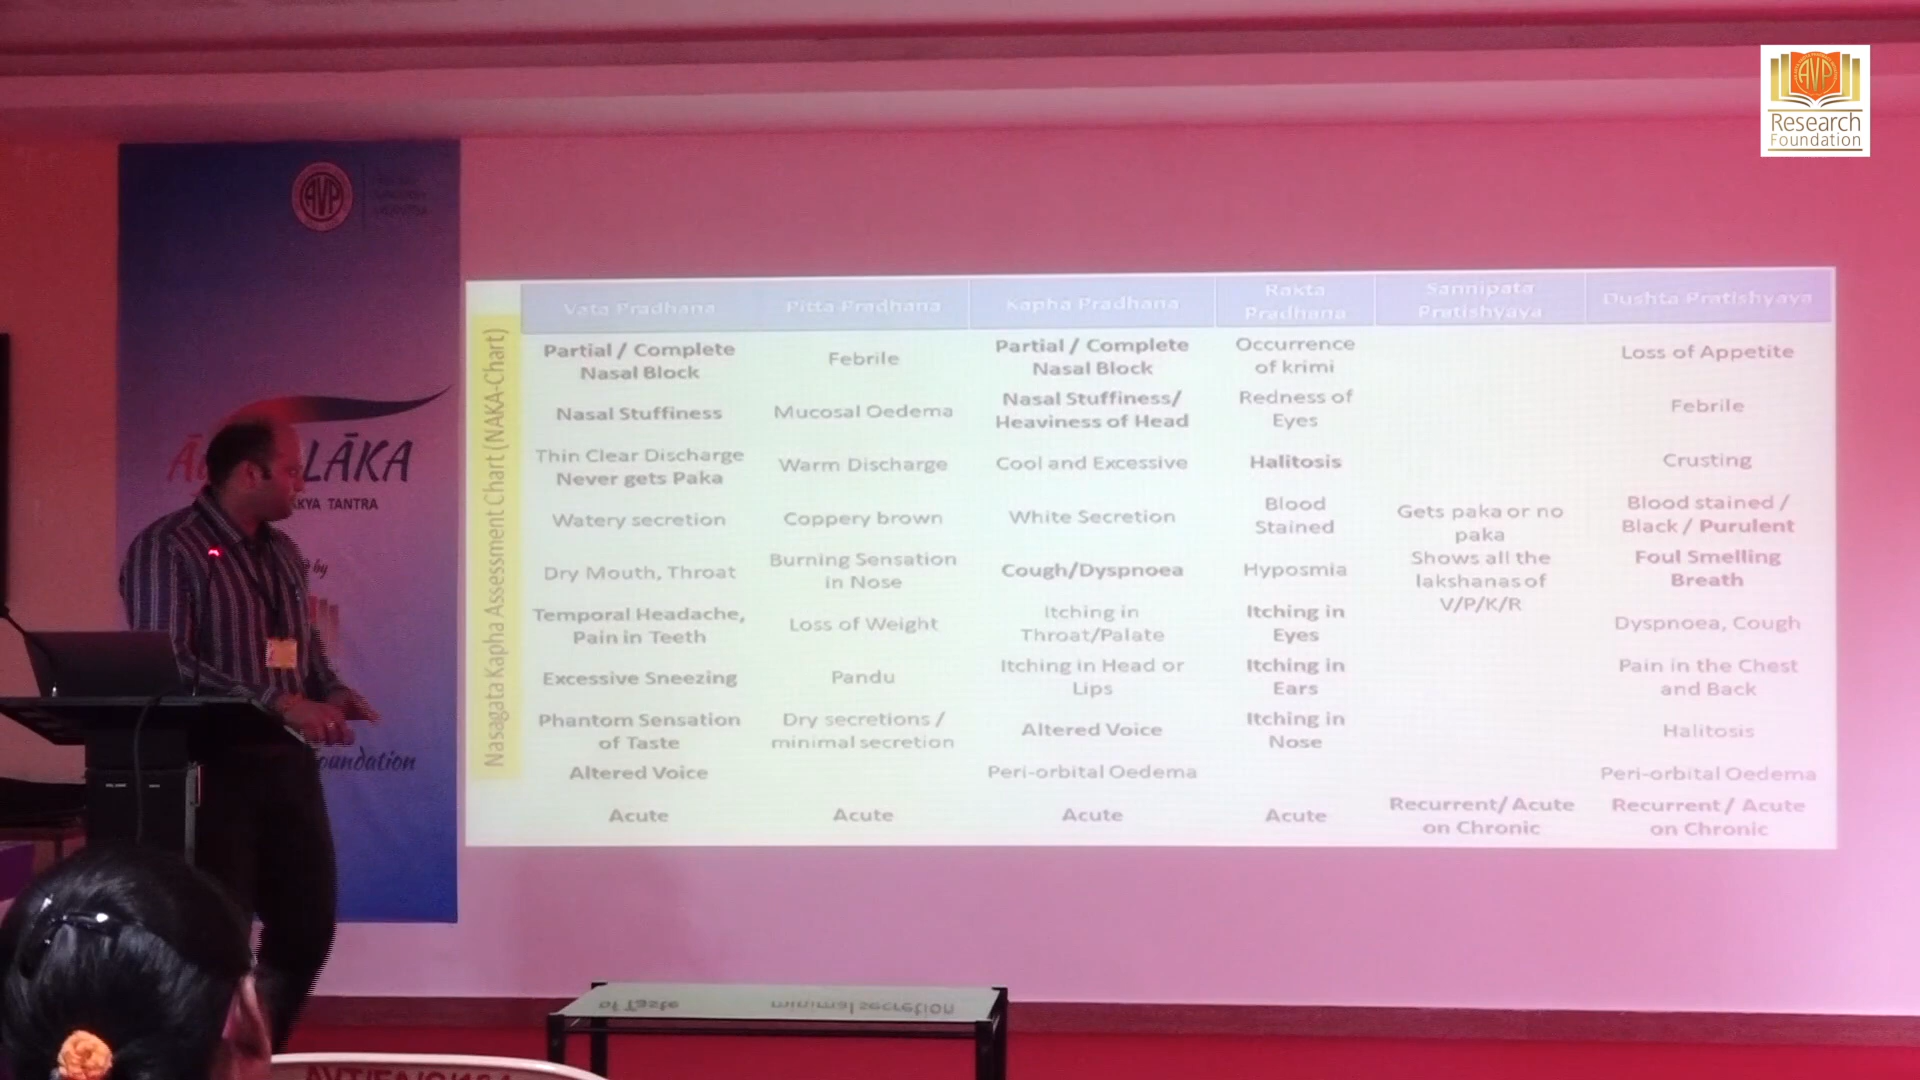 AVP
Research
Foundation
AVP
LĀKA
KYA TANTRA
by
oundation
Nasagata Kapha Assessment Chart (NAKA-Chart)
Vata Pradhana
Pitta Pradhana
Kapha Pradhana
Rakta
Pradhana
Sannipata
Pratishyaya
Dushta Pratishyaya
Partial / Complete
Nasal Block
Febrile
Partial / Complete
Nasal Block
Occurrence
of krimi
Loss of Appetite
Nasal Stuffiness
Mucosal Oedema
Nasal Stuffiness/
Heaviness of Head
Redness of
Eyes
Febrile
Thin Clear Discharge
Never gets Paka
Warm Discharge
Cool and Excessive
Halitosis
Crusting
Watery secretion
Coppery brown
White Secretion
Blood
Stained
Gets paka or no
paka
Shows all the
lakshanas of
V/P/K/R
Blood stained /
Black / Purulent
Dry Mouth, Throat
Burning Sensation
in Nose
Cough/Dyspnoea
Hyposmia
Foul Smelling
Breath
Temporal Headache,
Pain in Teeth
Loss of Weight
Itching in
Throat/Palate
Itching in
Eyes
Dyspnoea, Cough
Excessive Sneezing
Pandu
Itching in Head or
Lips
Itching in
Ears
Pain in the Chest
and Back
Phantom Sensation
of Taste
Dry secretions /
minimal secretion
Altered Voice
Itching in
Nose
Halitosis
Altered Voice
Peri-orbital Oedema
Peri-orbital Oedema
Acute
Acute
Acute
Acute
Recurrent/ Acute
on Chronic
Recurrent / Acute
on Chronic
of Taste
minimal secretion